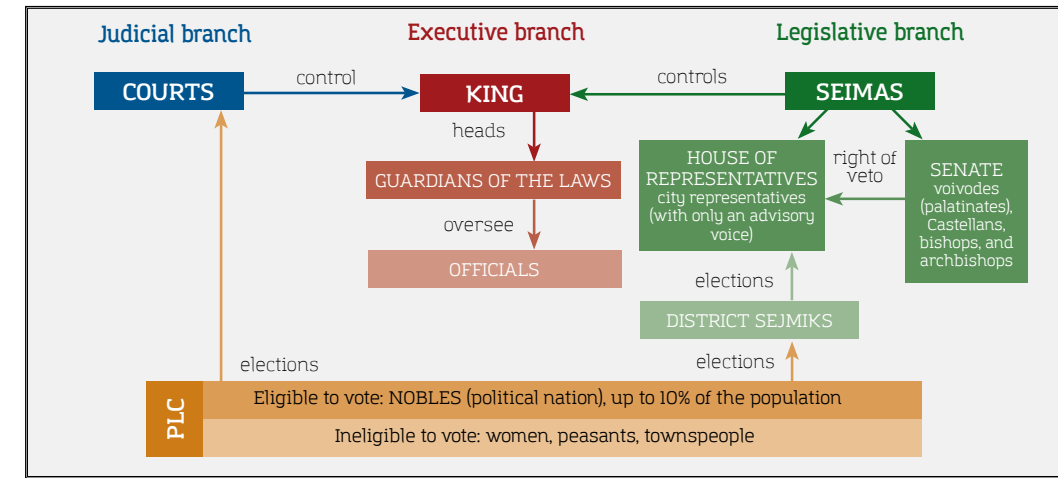 Judicial branch
Executive branch
Legislative branch
COURTS
control
KING
controls
SEIMAS
heads
GUARDIANS OF THE LAWS
oversee
OFFICIALS
HOUSE OF
REPRESENTATIVES
city representatives
(with only an advisory
voice)
right of
veto
SENATE
voivodes
(palatinates),
Castellans,
bishops, and
archbishops
elections
DISTRICT SEJMIKS
elections
elections
PLC
Eligible to vote: NOBLES (political nation), up to 10% of the population
Ineligible to vote: women, peasants, townspeople